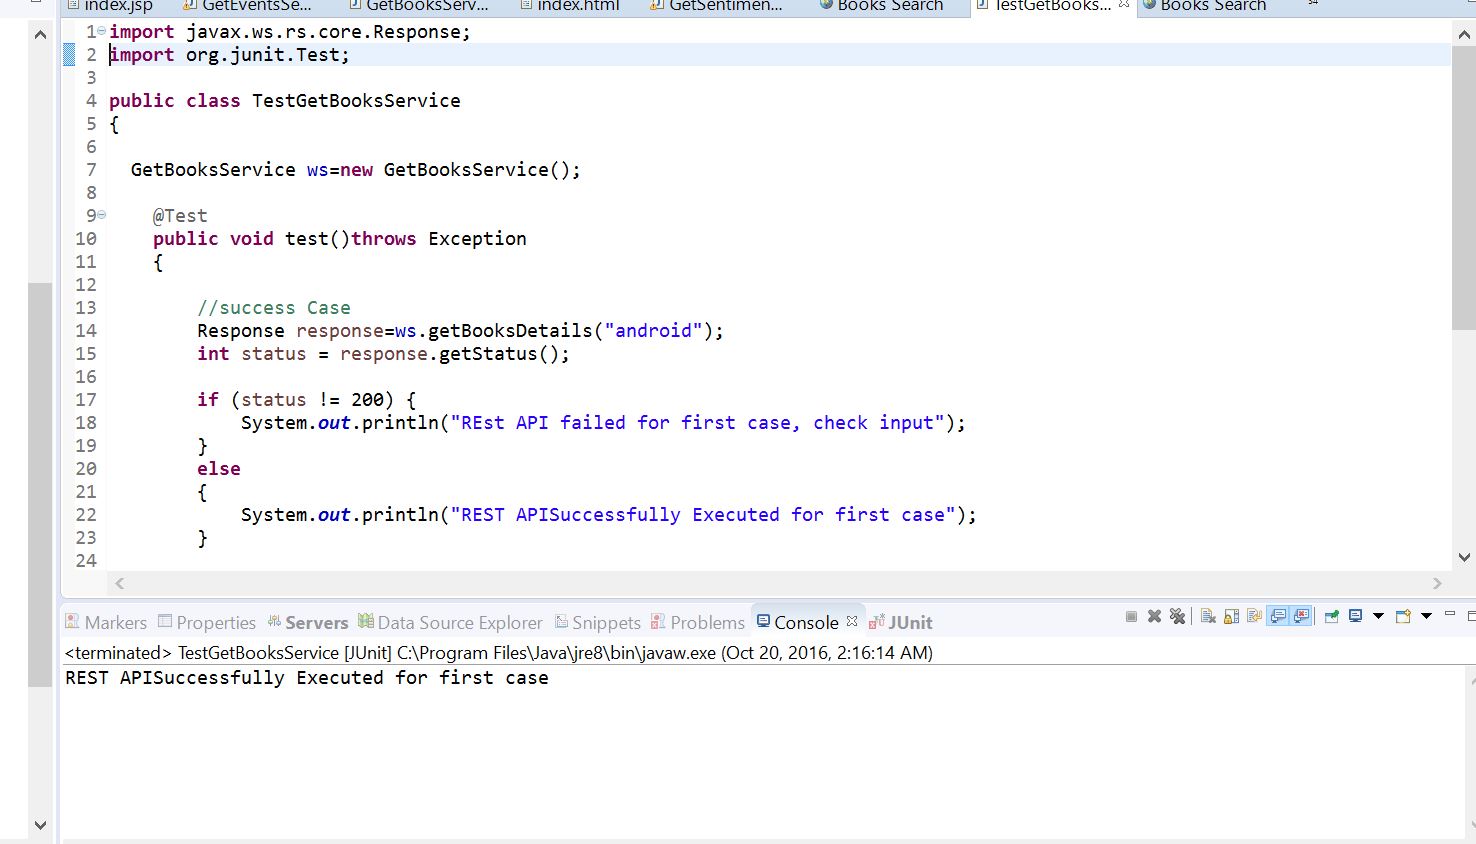 index.jsp GetEventsSe... GetBooksServ... index.html GetSentimen... Books Search TestGetBooks... Books Search
1 import javax.ws.rs.core.Response;
2 import org.junit.Test;
3
4 public class TestGetBooksService
5 {
6
7 GetBooksService ws=new GetBooksService();
8
9 @Test
10 public void test()throws Exception
11 {
12
13 //success Case
14 Response response=ws.getBooksDetails("android");
15 int status = response.getStatus();
16
17 if (status != 200) {
18 System.out.println("REst API failed for first case, check input");
19 }
20 else
21 {
22 System.out.println("REST APISuccessfully Executed for first case");
23 }
24
Markers Properties Servers Data Source Explorer Snippets Problems Console JUnit
<terminated> TestGetBooksService [JUnit] C:\Program Files\Java\jre8\bin\javaw.exe (Oct 20, 2016, 2:16:14 AM)
REST APISuccessfully Executed for first case